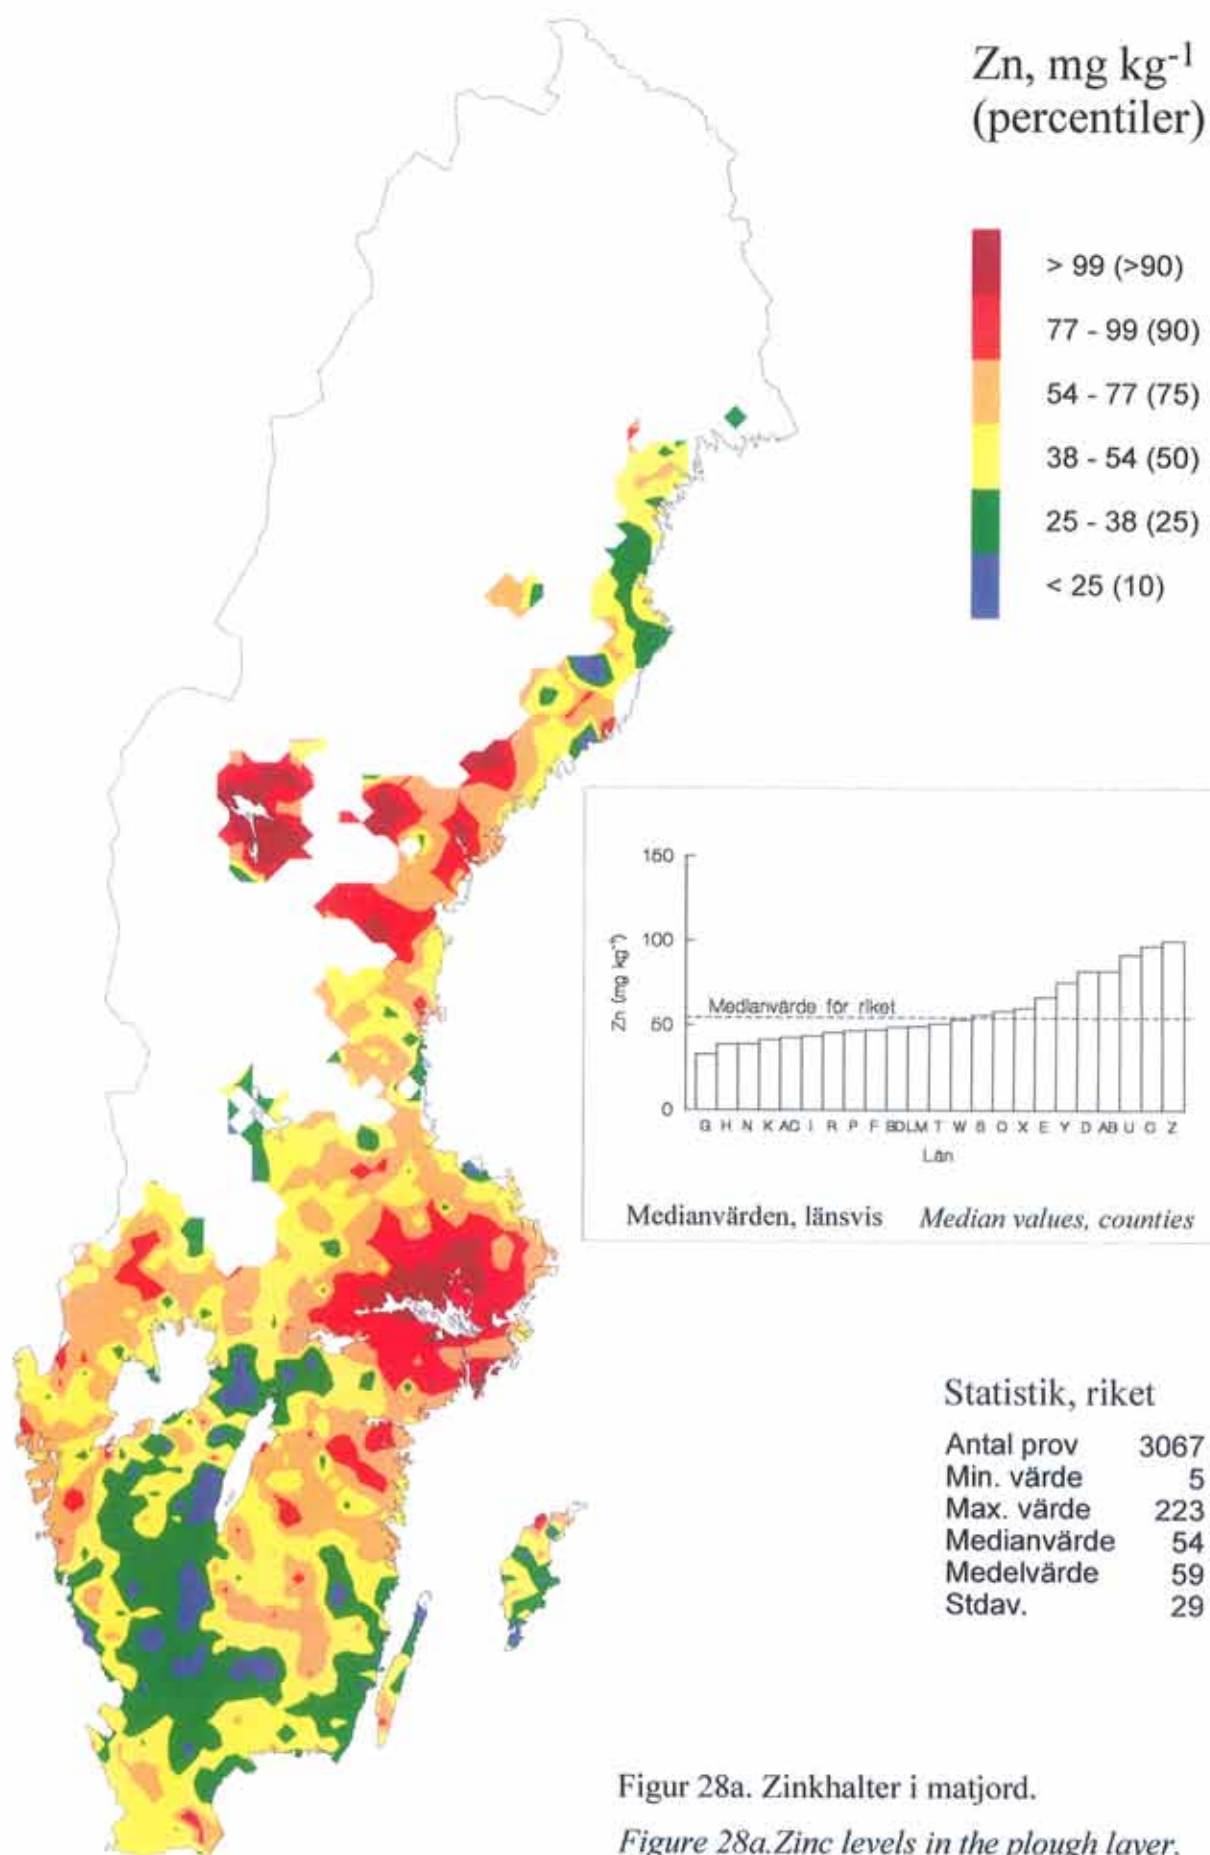 Zn, mg kg-1
(percentiler)
> 99 (>90)
77 - 99 (90)
54 - 77 (75)
38 - 54 (50)
25 - 38 (25)
< 25 (10)
150
100
50
0
Zn (mg kg-1)
Medianvärde för riket
G H N K AC I R P F BD L M T W S O X E Y D AB U C Z
Län
Medianvärden, länsvis Median values, counties
Statistik, riket
Antal prov 3067
Min. värde 5
Max. värde 223
Medianvärde 54
Medelvärde 59
Stdav. 29
Figur 28a. Zinkhalter i matjord.
Figure 28a.Zinc levels in the plough layer.